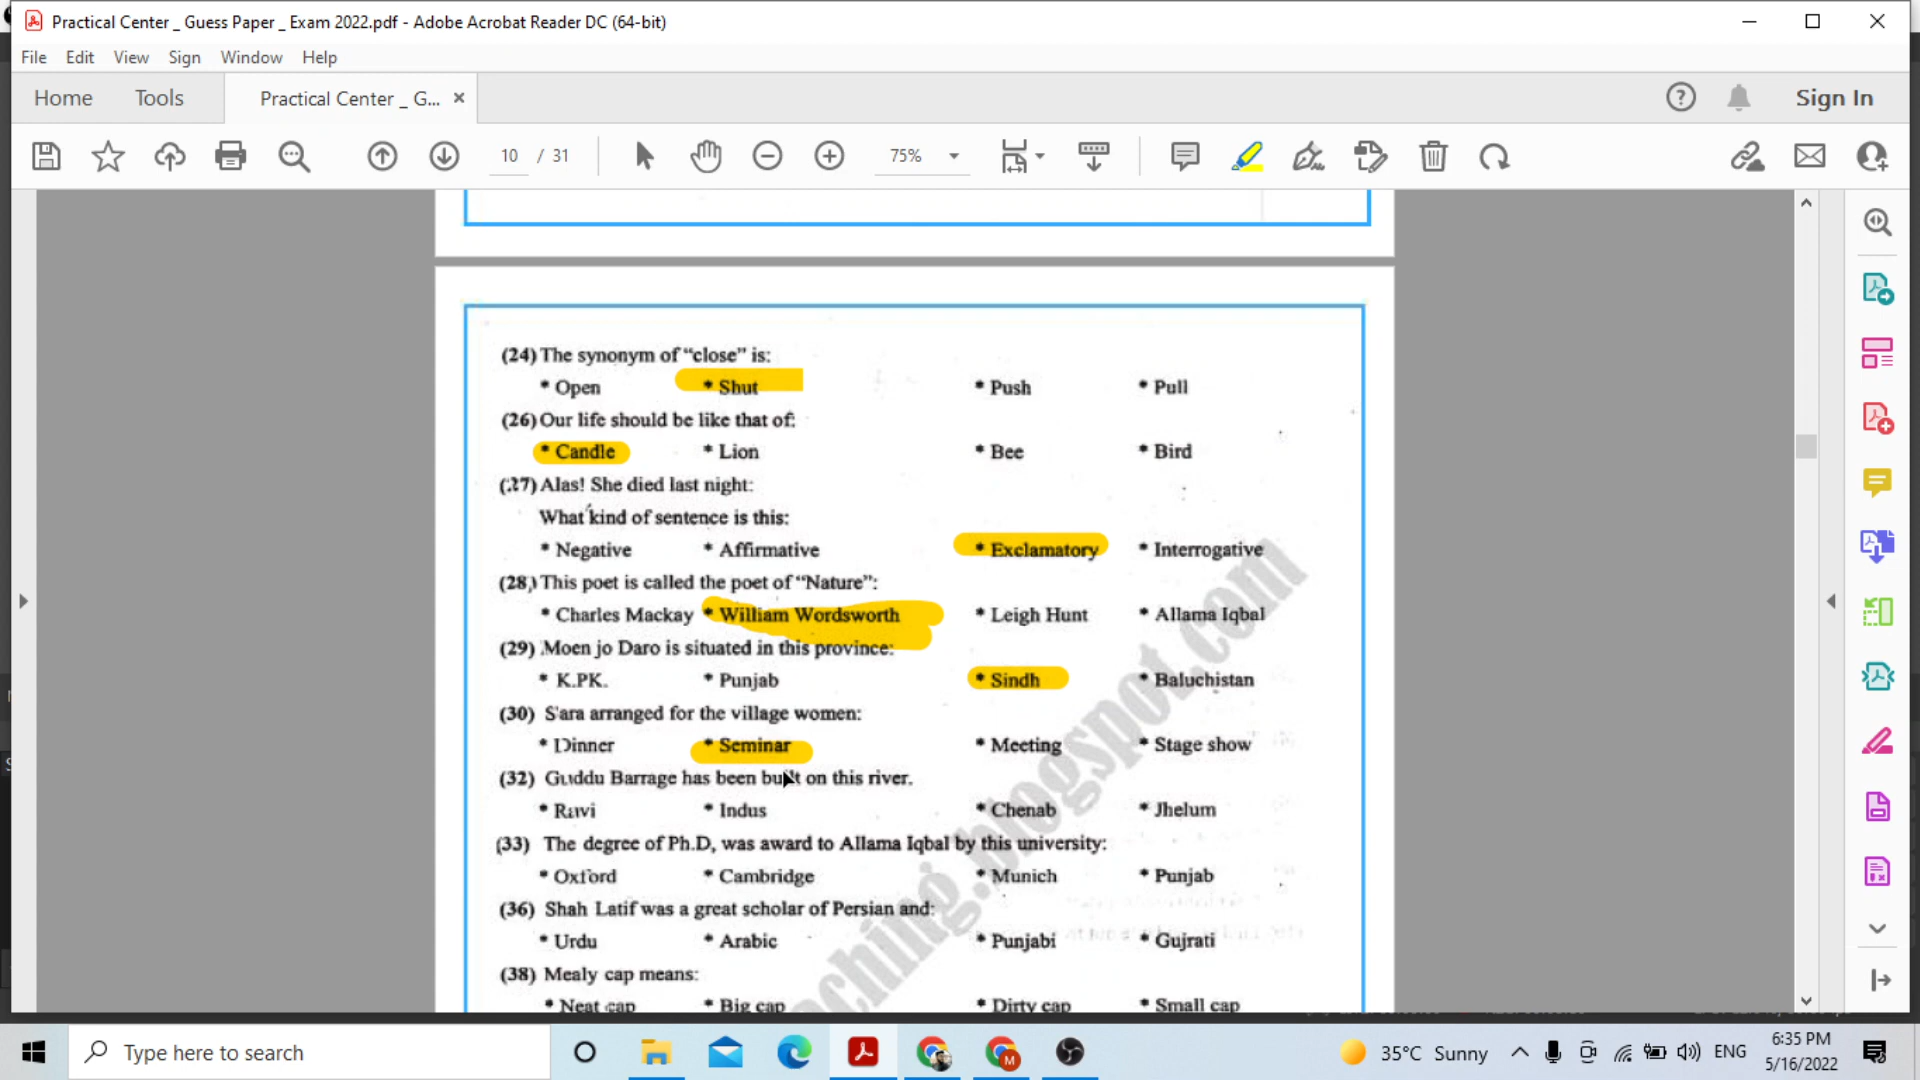 Practical Center _ Guess Paper _ Exam 2022.pdf - Adobe Acrobat Reader DC (64-bit)
File Edit View Sign Window Help
Home Tools Practical Center _ G... × Sign In
10 / 31 75%
(24) The synonym of “close” is:
* Open * Shut * Push * Pull
(26) Our life should be like that of:
* Candle * Lion * Bee * Bird
(27) Alas! She died last night:
What kind of sentence is this:
* Negative * Affirmative * Exclamatory * Interrogative
(28) This poet is called the poet of “Nature”:
* Charles Mackay * William Wordsworth * Leigh Hunt * Allama Iqbal
(29) Moen jo Daro is situated in this province:
* K.PK. * Punjab * Sindh * Baluchistan
(30) Sara arranged for the village women:
* Dinner * Seminar * Meeting * Stage show
(32) Guddu Barrage has been built on this river.
* Ravi * Indus * Chenab * Jhelum
(33) The degree of Ph.D, was award to Allama Iqbal by this university:
* Oxford * Cambridge * Munich * Punjab
(36) Shah Latif was a great scholar of Persian and:
* Urdu * Arabic * Punjabi * Gujrati
(38) Mealy cap means:
* Neat cap * Big cap * Dirty cap * Small cap
aching.blogspot.com
Type here to search
35°C Sunny ENG 6:35 PM
5/16/2022